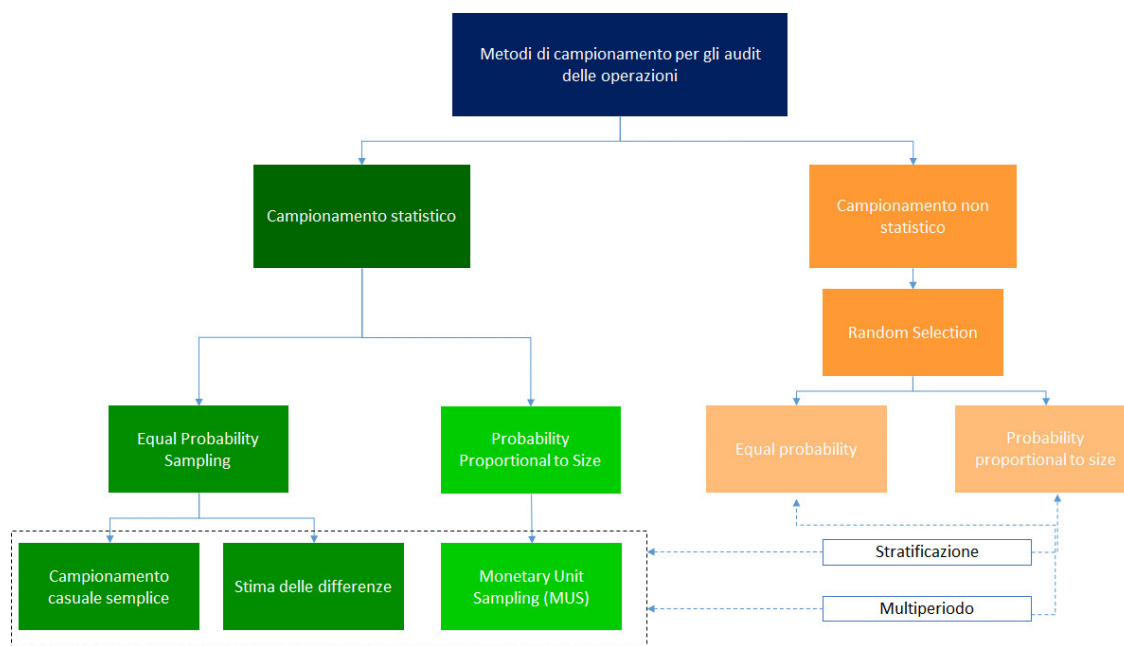 Metodi di campionamento per gli audit
delle operazioni
Campionamento statistico
Campionamento non
statistico
Random Selection
Equal Probability
Sampling
Probability
Proportional to Size
Equal probability
Probability
proportional to size
Campionamento
casuale semplice
Stima delle differenze
Monetary Unit
Sampling (MUS)
Stratificazione
Multiperiodo